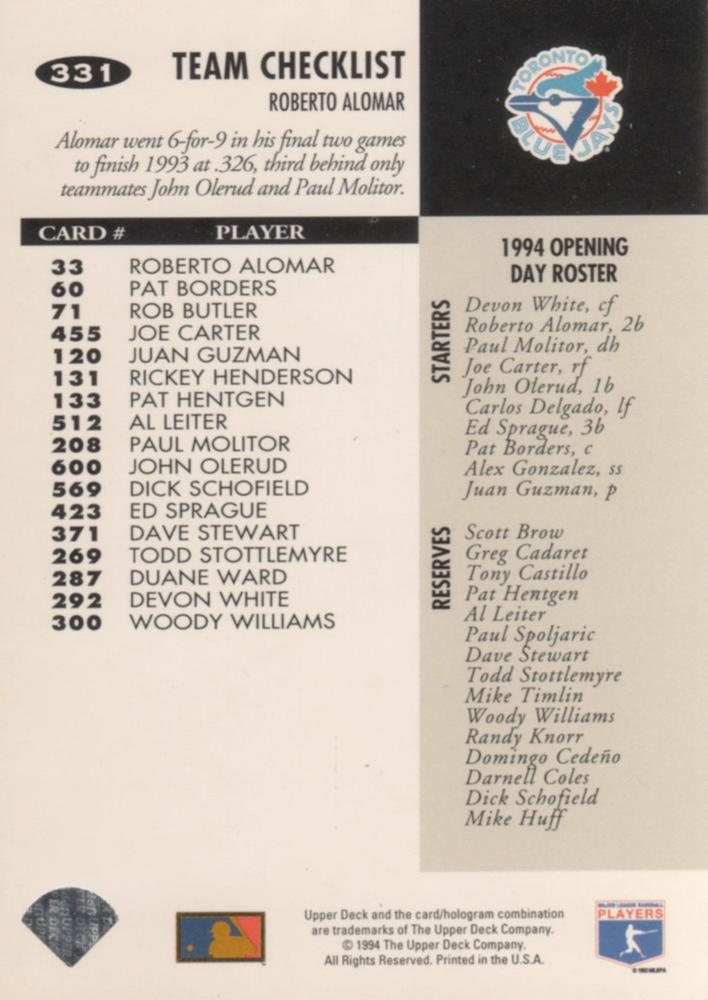 331
TEAM CHECKLIST
ROBERTO ALOMAR
Alomar went 6-for-9 in his final two games
to finish 1993 at .326, third behind only
teammates John Olerud and Paul Molitor.
CARD # PLAYER
33 ROBERTO ALOMAR
60 PAT BORDERS
71 ROB BUTLER
455 JOE CARTER
120 JUAN GUZMAN
131 RICKEY HENDERSON
133 PAT HENTGEN
512 AL LEITER
208 PAUL MOLITOR
600 JOHN OLERUD
569 DICK SCHOFIELD
423 ED SPRAGUE
371 DAVE STEWART
269 TODD STOTTLEMYRE
287 DUANE WARD
292 DEVON WHITE
300 WOODY WILLIAMS
TORONTO
BLUE JAYS
1994 OPENING
DAY ROSTER
STARTERS
Devon White, cf
Roberto Alomar, 2b
Paul Molitor, dh
Joe Carter, rf
John Olerud, 1b
Carlos Delgado, lf
Ed Sprague, 3b
Pat Borders, c
Alex Gonzalez, ss
Juan Guzman, p
RESERVES
Scott Brow
Greg Cadaret
Tony Castillo
Pat Hentgen
Al Leiter
Paul Spoljaric
Dave Stewart
Todd Stottlemyre
Mike Timlin
Woody Williams
Randy Knorr
Domingo Cedeño
Darnell Coles
Dick Schofield
Mike Huff
Upper Deck and the card/hologram combination
are trademarks of The Upper Deck Company.
© 1994 The Upper Deck Company.
All Rights Reserved. Printed in the U.S.A.
MAJOR LEAGUE BASEBALL
PLAYERS